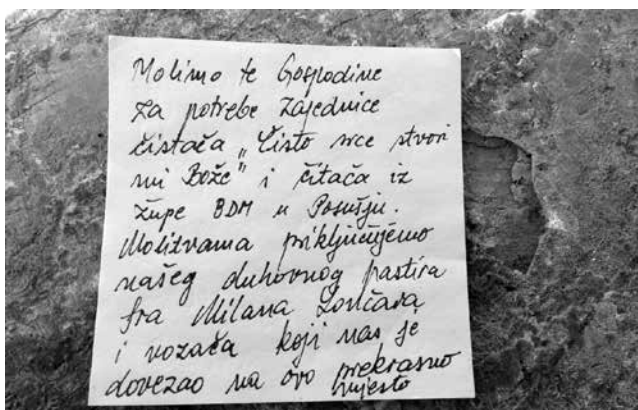 Molimo te Gospodine
za potrebe zajednice
čistača "Čisto srce stvori
mi Bože" i čitača iz
župe BDM u Posušju.
Molitvama priključujemo
našeg duhovnog pastira
fra Milana Lončara
i vozača koji nas je
dovezao na ovo prekrasno
mjesto